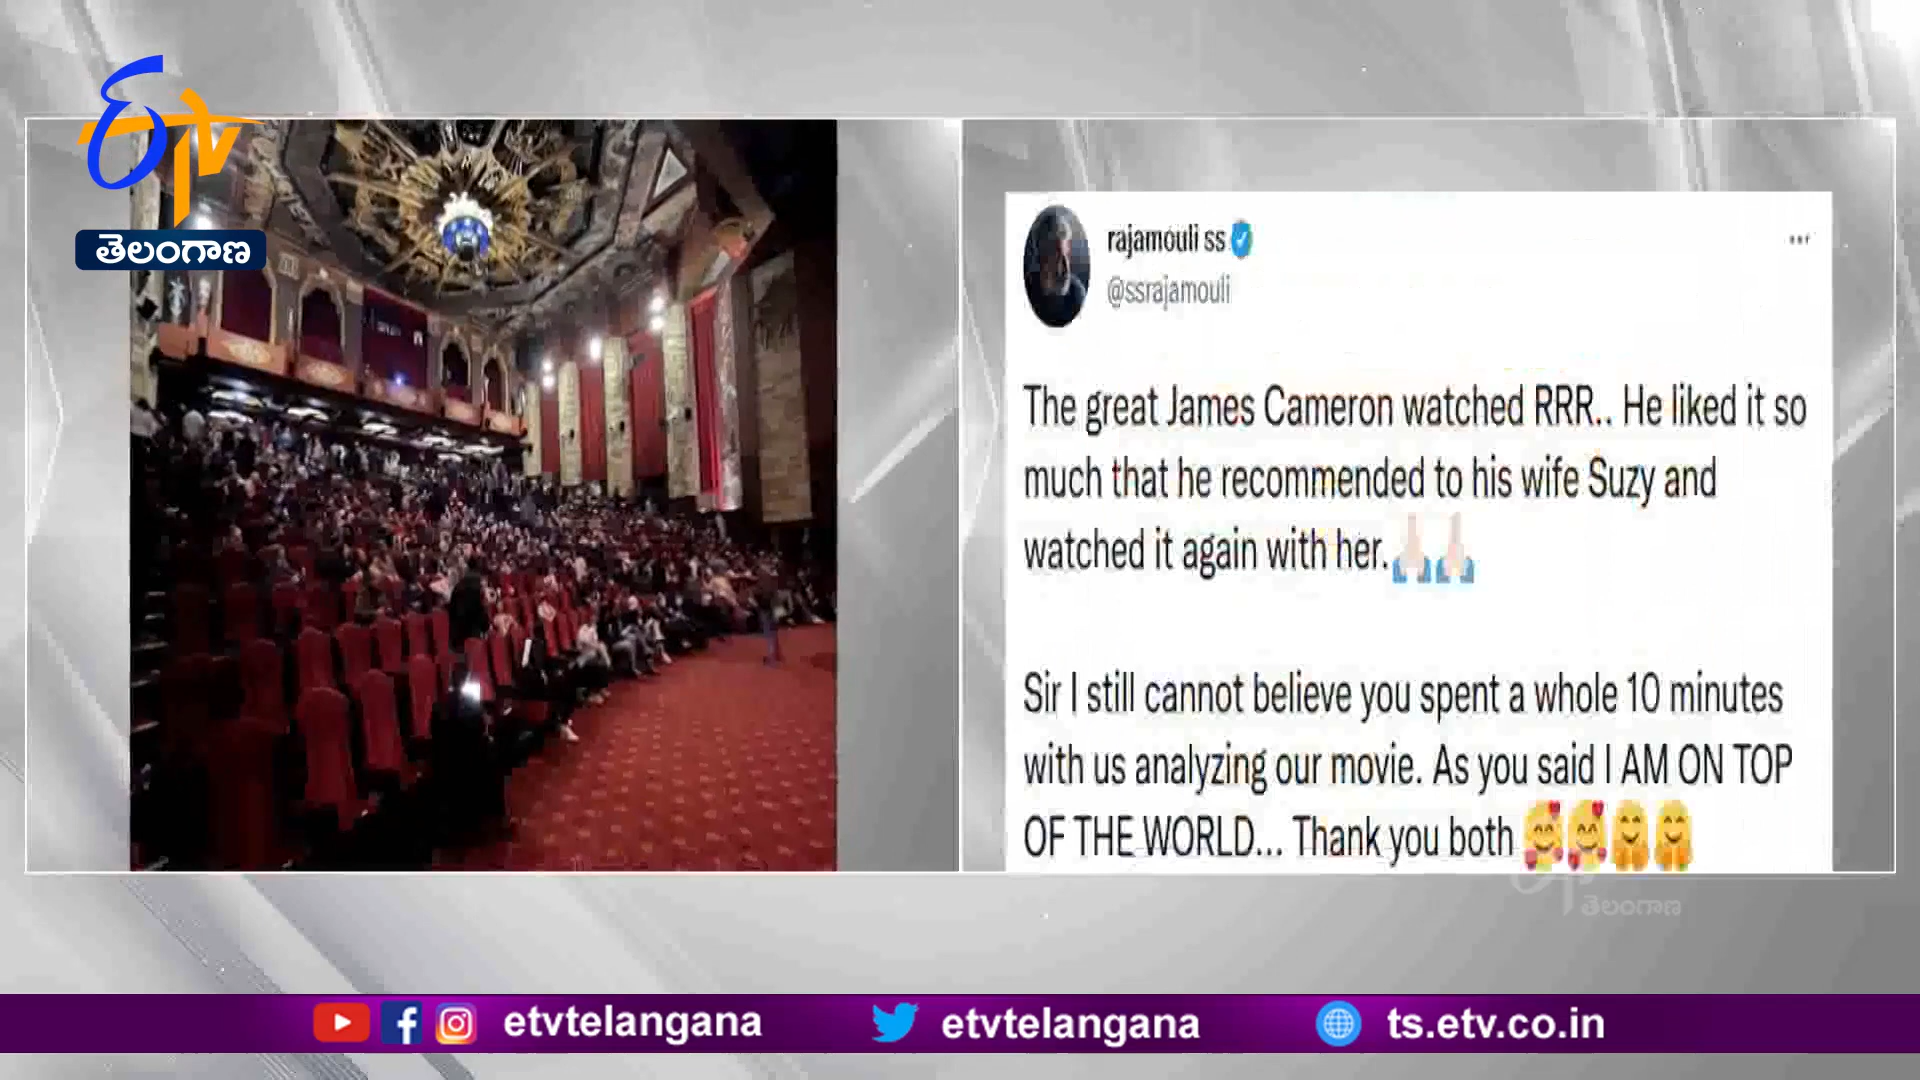 ETV
తెలంగాణ
rajamouli ss
@ssrajamouli
The great James Cameron watched RRR.. He liked it so
much that he recommended to his wife Suzy and
watched it again with her.🙏🏻🙏🏻
Sir I still cannot believe you spent a whole 10 minutes
with us analyzing our movie. As you said I AM ON TOP
OF THE WORLD... Thank you both 🥰🥰🤗🤗
తెలంగాణ
etvtelangana
etvtelangana
ts.etv.co.in